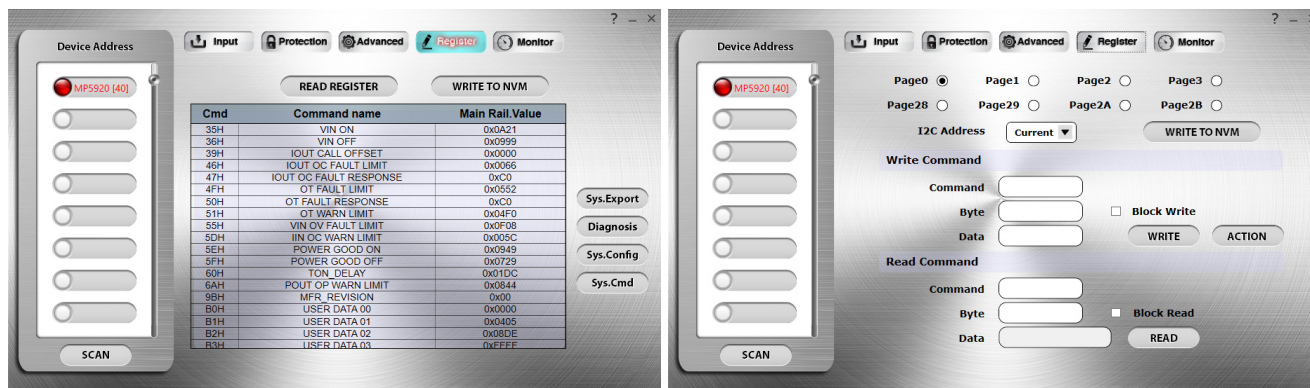 ? – ×
Device Address
Input Protection Advanced Register Monitor
MP5920 [40]
READ REGISTER WRITE TO NVM
Cmd Command name Main Rail.Value
35H VIN ON 0x0A21
36H VIN OFF 0x0999
39H IOUT CALL OFFSET 0x0000
46H IOUT OC FAULT LIMIT 0x0066
47H IOUT OC FAULT RESPONSE 0xC0
4FH OT FAULT LIMIT 0x0552
50H OT FAULT RESPONSE 0xC0
51H OT WARN LIMIT 0x04F0
55H VIN OV FAULT LIMIT 0x0F08
5DH IIN OC WARN LIMIT 0x005C
5EH POWER GOOD ON 0x0949
5FH POWER GOOD OFF 0x0729
60H TON_DELAY 0x01DC
6AH POUT OP WARN LIMIT 0x0844
9BH MFR_REVISION 0x00
B0H USER DATA 00 0x0000
B1H USER DATA 01 0x0405
B2H USER DATA 02 0x08DE
B3H USER DATA 03 0xFFFF
Sys.Export
Diagnosis
Sys.Config
Sys.Cmd
SCAN
? –
Device Address
Input Protection Advanced Register Monitor
MP5920 [40]
Page0 Page1 Page2 Page3
Page28 Page29 Page2A Page2B
I2C Address Current WRITE TO NVM
Write Command
Command
Byte Block Write
Data WRITE ACTION
Read Command
Command
Byte Block Read
Data READ
SCAN